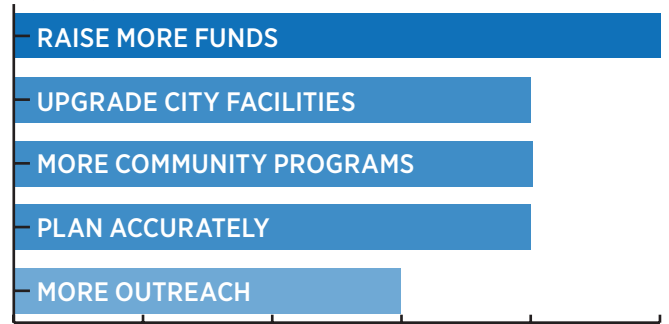 RAISE MORE FUNDS
UPGRADE CITY FACILITIES
MORE COMMUNITY PROGRAMS
PLAN ACCURATELY
MORE OUTREACH